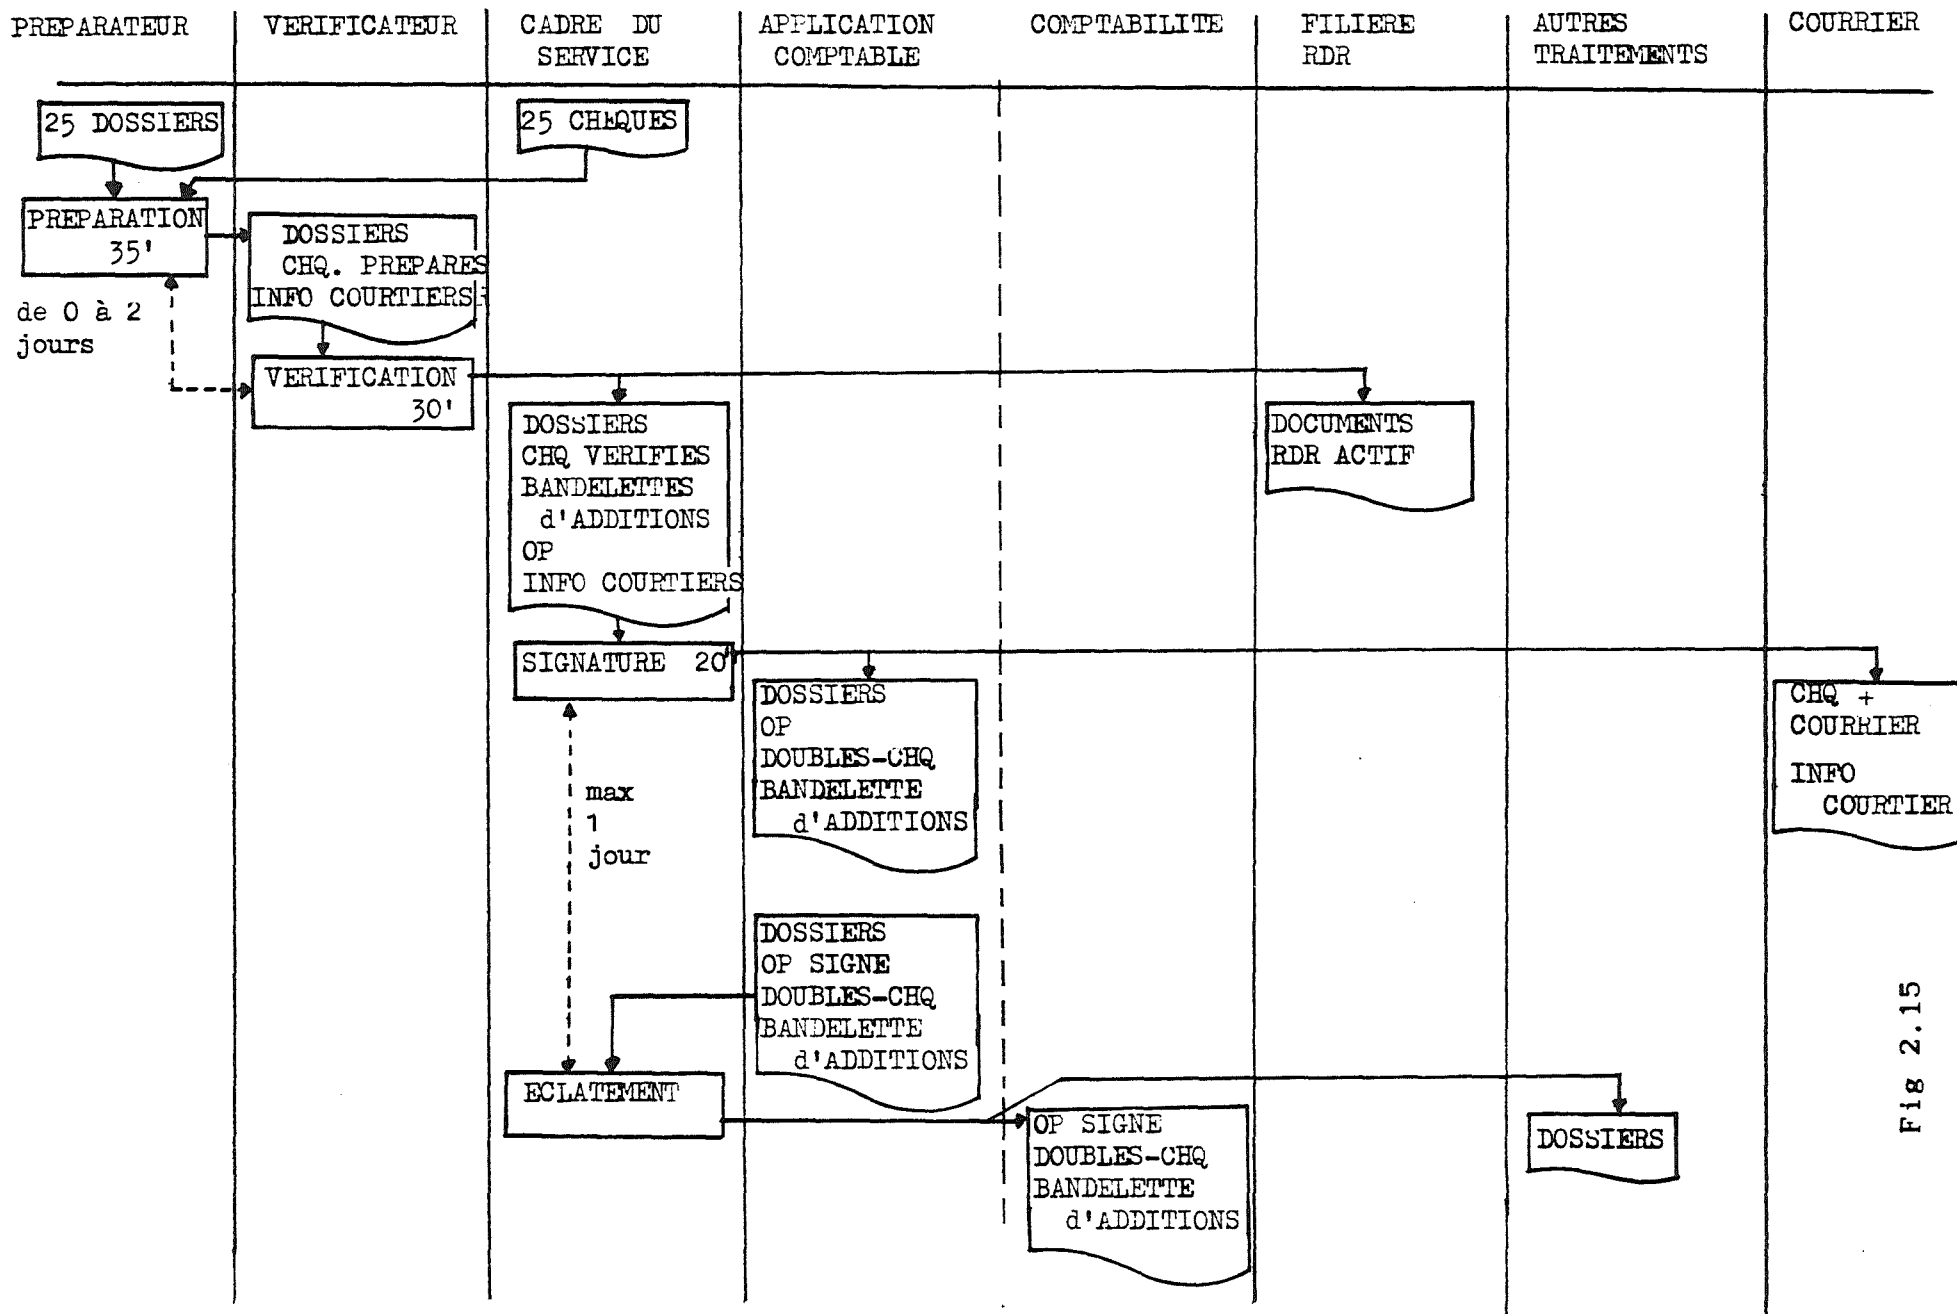 PREPARATEUR
VERIFICATEUR
CADRE DU
SERVICE
APPLICATION
COMPTABLE
COMPTABILITE
FILIERE
RDR
AUTRES
TRAITEMENTS
COURRIER
25 DOSSIERS
25 CHEQUES
PREPARATION
35'
de 0 à 2
jours
DOSSIERS
CHQ. PREPARES
INFO COURTIERS
VERIFICATION
30'
DOSSIERS
CHQ VERIFIES
BANDELETTES
d'ADDITIONS
OP
INFO COURTIERS
DOCUMENTS
RDR ACTIF
SIGNATURE 20'
max
1
jour
DOSSIERS
OP
DOUBLES-CHQ
BANDELETTE
d'ADDITIONS
CHQ +
COURRIER
INFO
COURTIER
DOSSIERS
OP SIGNE
DOUBLES-CHQ
BANDELETTE
d'ADDITIONS
ECLATEMENT
OP SIGNE
DOUBLES-CHQ
BANDELETTE
d'ADDITIONS
DOSSIERS
Fig 2.15